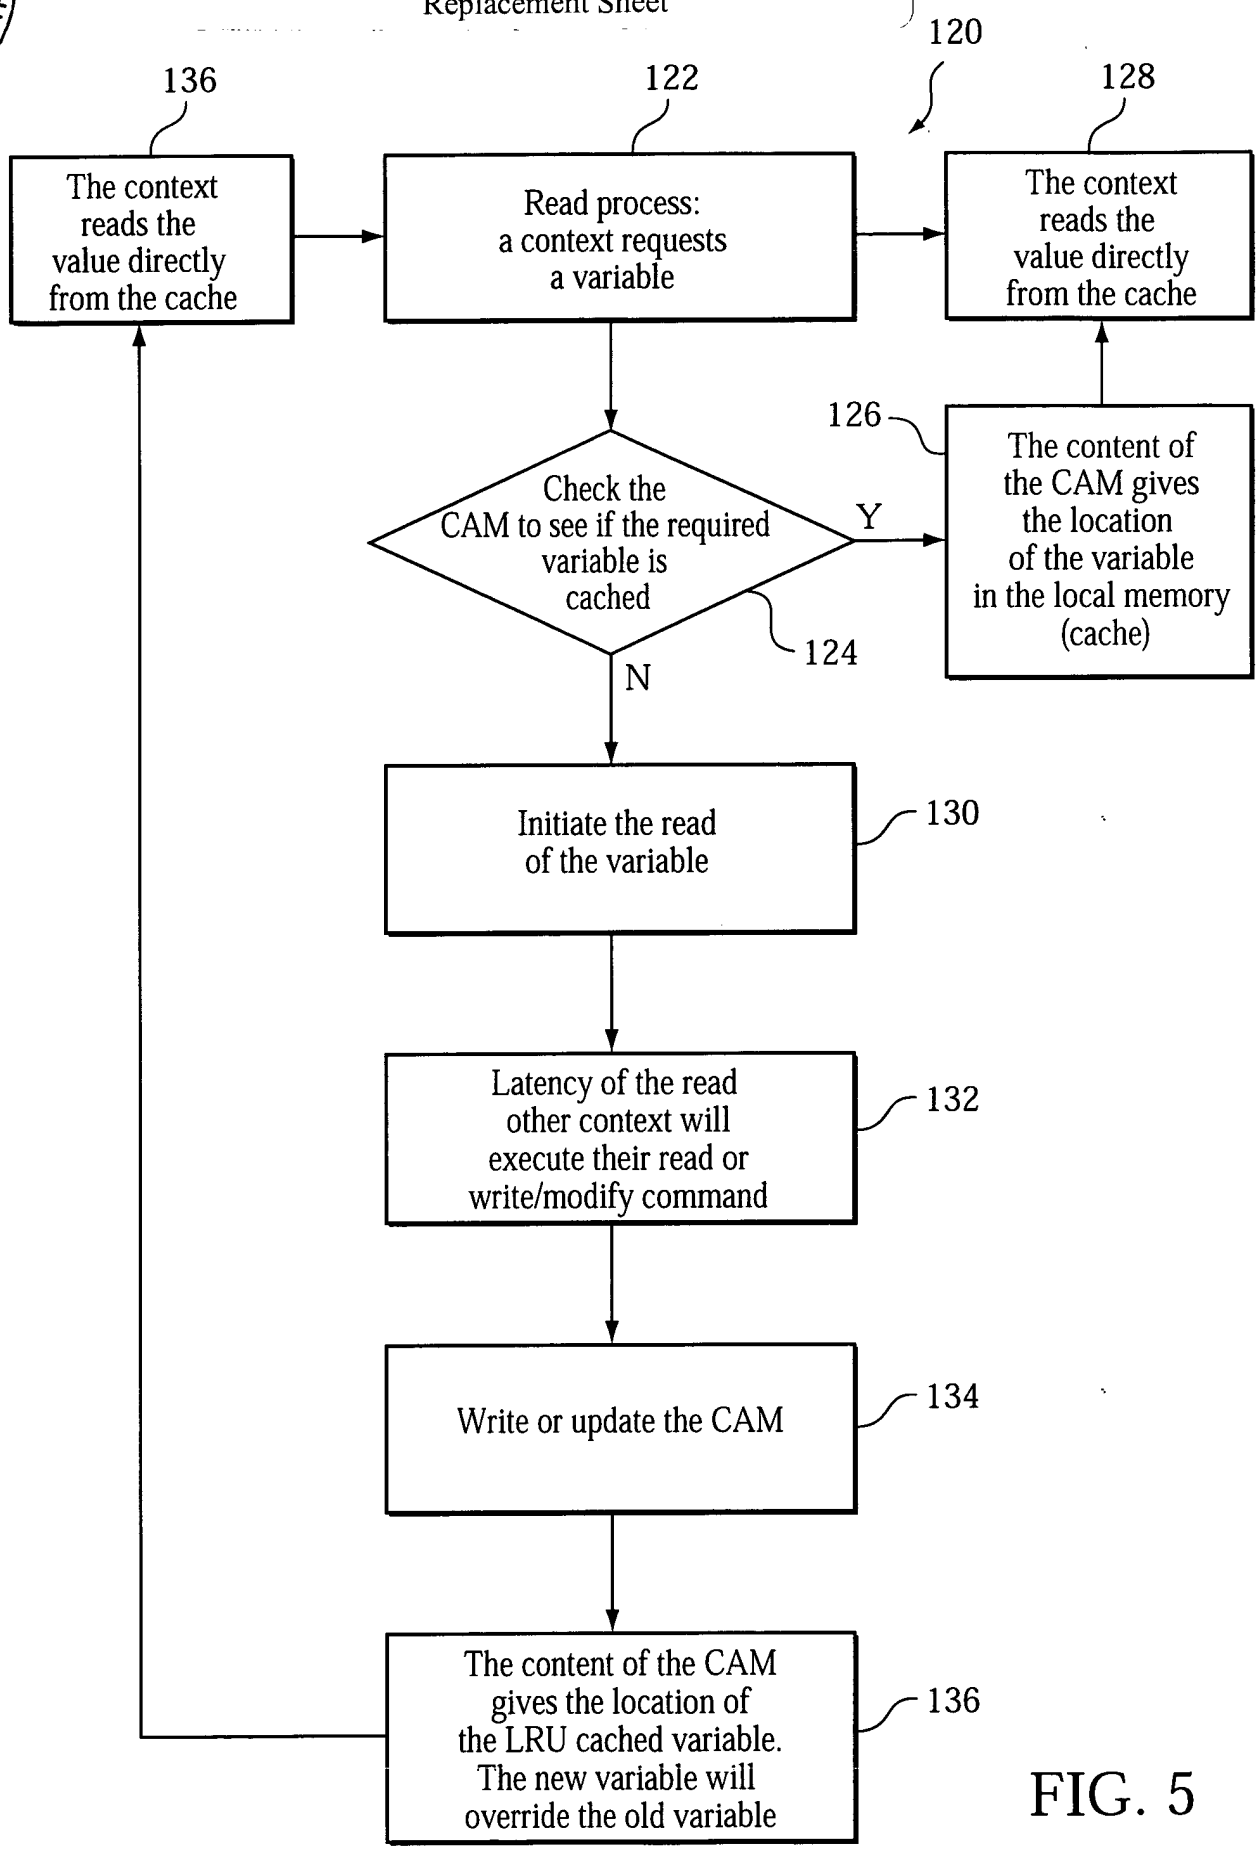 Replacement Sheet
120
136
122
128
The context
reads the
value directly
from the cache
Read process:
a context requests
a variable
The context
reads the
value directly
from the cache
126
The content of
the CAM gives
the location
of the variable
in the local memory
(cache)
Check the
CAM to see if the required
variable is
cached
Y
124
N
Initiate the read
of the variable
130
Latency of the read
other context will
execute their read or
write/modify command
132
Write or update the CAM
134
The content of the CAM
gives the location of
the LRU cached variable.
The new variable will
override the old variable
136
FIG. 5